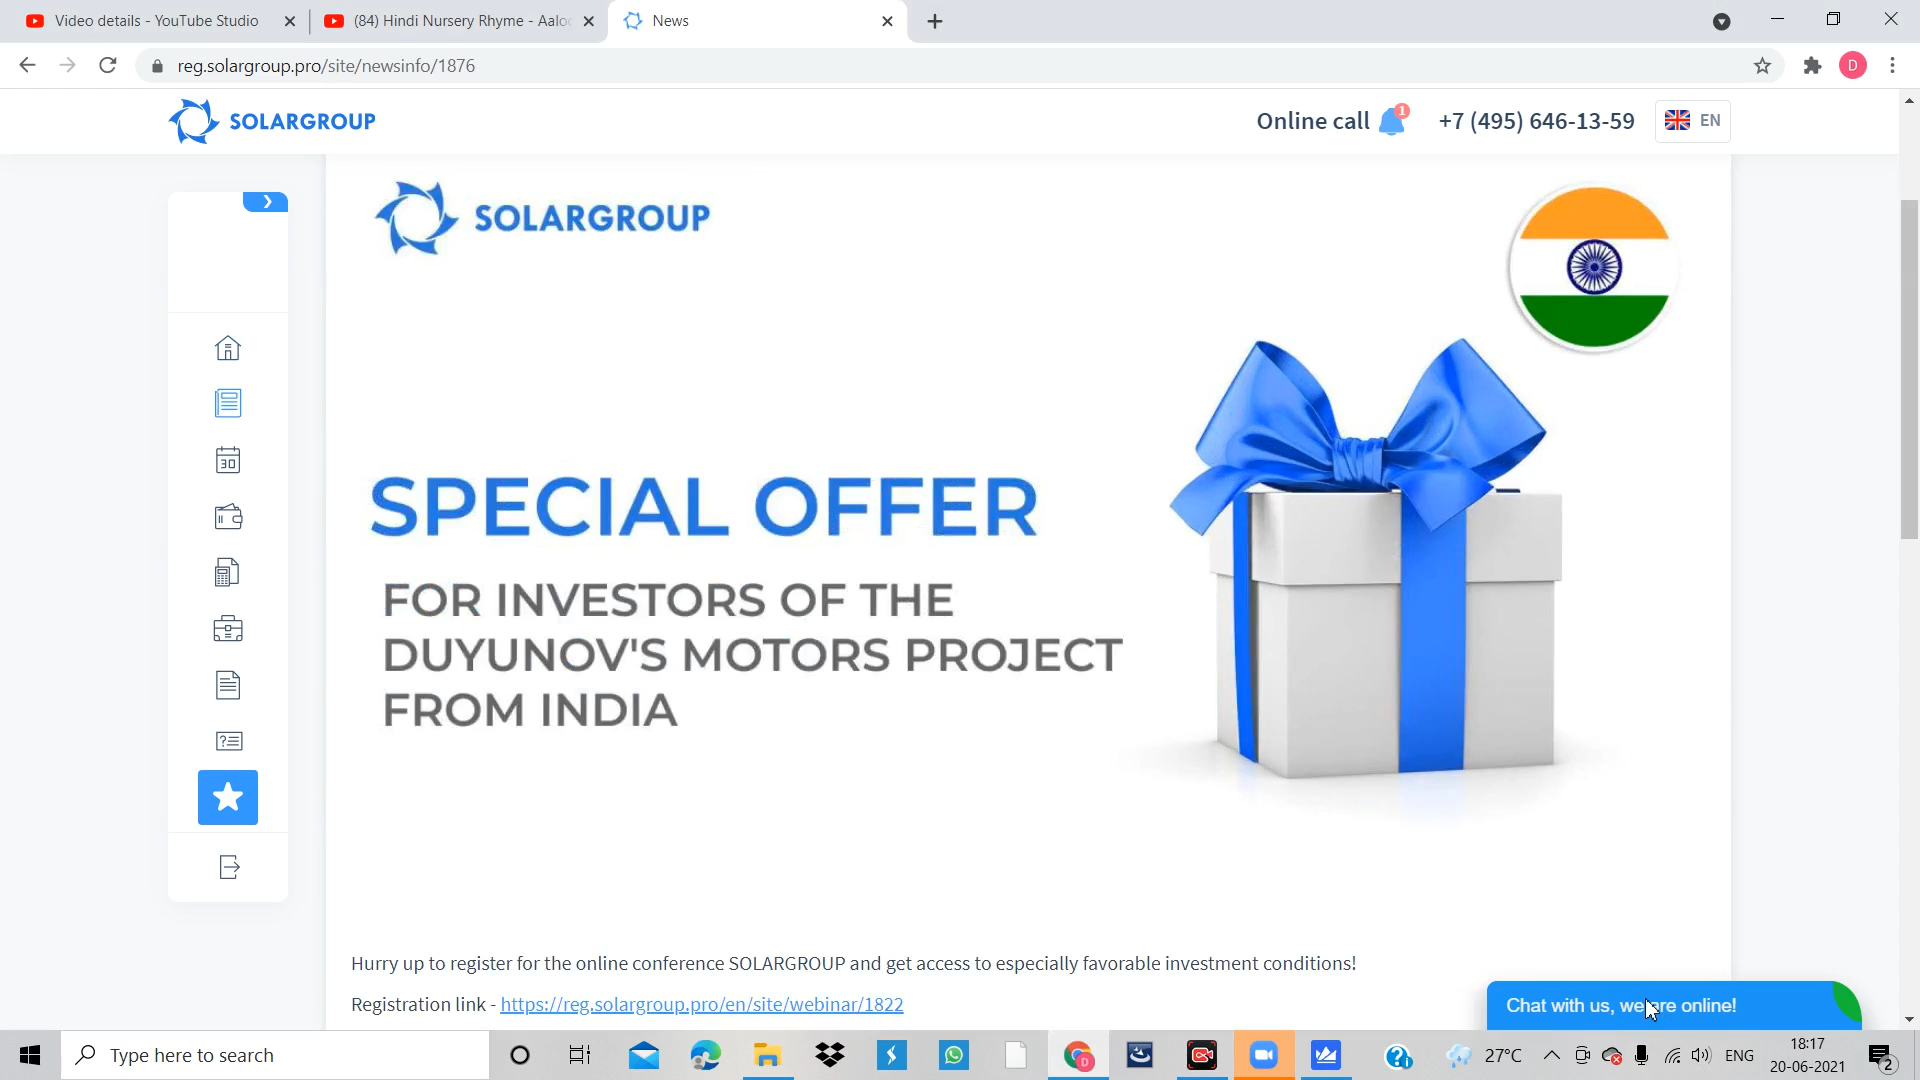 Video details - YouTube Studio
(84) Hindi Nursery Rhyme - Aaloo
News
D
reg.solargroup.pro/site/newsinfo/1876
SOLARGROUP
Online call
1
+7 (495) 646-13-59
EN
SOLARGROUP
30
SPECIAL OFFER
FOR INVESTORS OF THE
DUYUNOV'S MOTORS PROJECT
FROM INDIA
Hurry up to register for the online conference SOLARGROUP and get access to especially favorable investment conditions!
Registration link - https://reg.solargroup.pro/en/site/webinar/1822
Chat with us, we are online!
Type here to search
D
27°C
ENG
18:17
20-06-2021
2